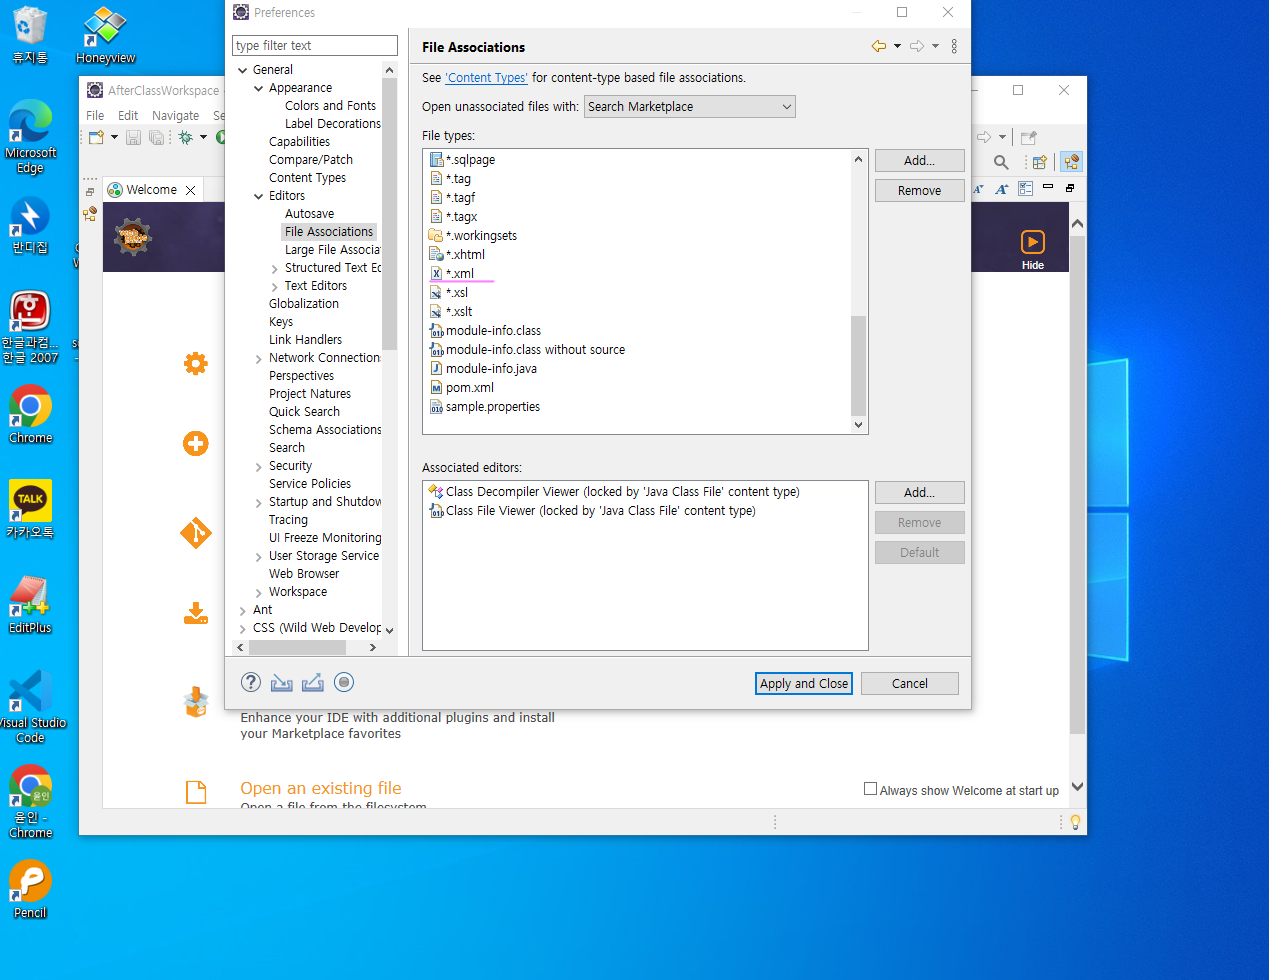 휴지통
Honeyview
Microsoft
Edge
반디집
한글과컴...
한글 2007
Chrome
TALK
카카오톡
EditPlus
Visual Studio
Code
윤인
윤인 -
Chrome
Pencil
AfterClassWorkspace
File Edit Navigate Se
Welcome
Hide
Enhance your IDE with additional plugins and install
your Marketplace favorites
Open an existing file
Open a file from the filesystem
Always show Welcome at start up
Preferences
type filter text
General
Appearance
Colors and Fonts
Label Decorations
Capabilities
Compare/Patch
Content Types
Editors
Autosave
File Associations
Large File Associa
Structured Text Ec
Text Editors
Globalization
Keys
Link Handlers
Network Connection
Perspectives
Project Natures
Quick Search
Schema Associations
Search
Security
Service Policies
Startup and Shutdow
Tracing
UI Freeze Monitoring
User Storage Service
Web Browser
Workspace
Ant
CSS (Wild Web Develop
File Associations
See 'Content Types' for content-type based file associations.
Open unassociated files with: Search Marketplace
File types:
*.sqlpage
*.tag
*.tagf
*.tagx
*.workingsets
*.xhtml
*.xml
*.xsl
*.xslt
module-info.class
module-info.class without source
module-info.java
pom.xml
sample.properties
Add...
Remove
Associated editors:
Class Decompiler Viewer (locked by 'Java Class File' content type)
Class File Viewer (locked by 'Java Class File' content type)
Add...
Remove
Default
Apply and Close
Cancel